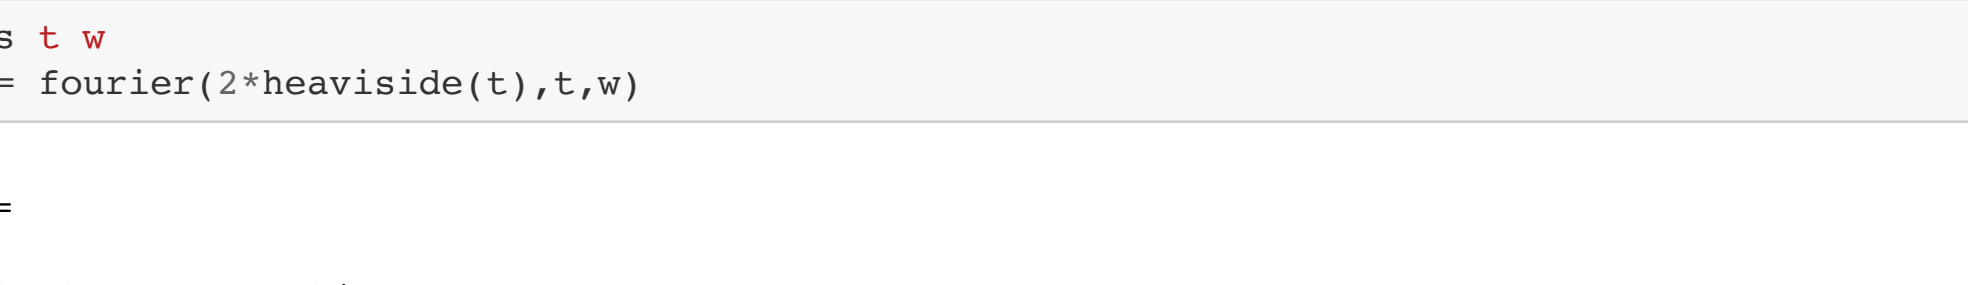 s t w
= fourier(2*heaviside(t),t,w)
=